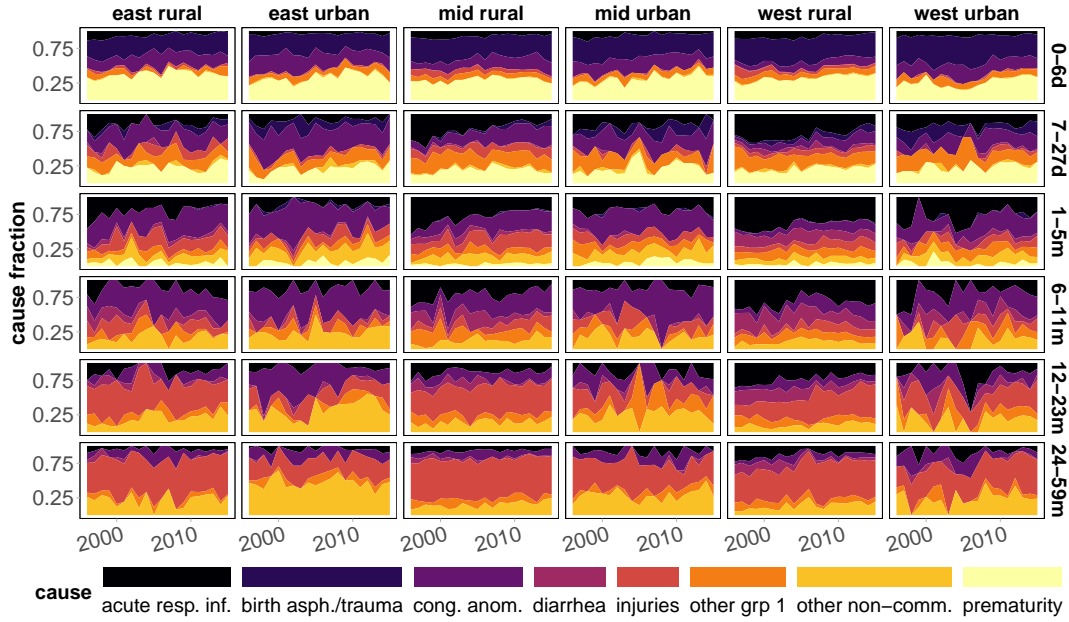 east rural east urban mid rural mid urban west rural west urban
0.75
0.25
0−6d
0.75
0.25
7−27d
0.75
0.25
1−5m
0.75
0.25
6−11m
0.75
0.25
12−23m
0.75
0.25
24−59m
cause fraction
2000 2010 2000 2010 2000 2010 2000 2010 2000 2010 2000 2010
cause
acute resp. inf. birth asph./trauma cong. anom. diarrhea injuries other grp 1 other non−comm. prematurity